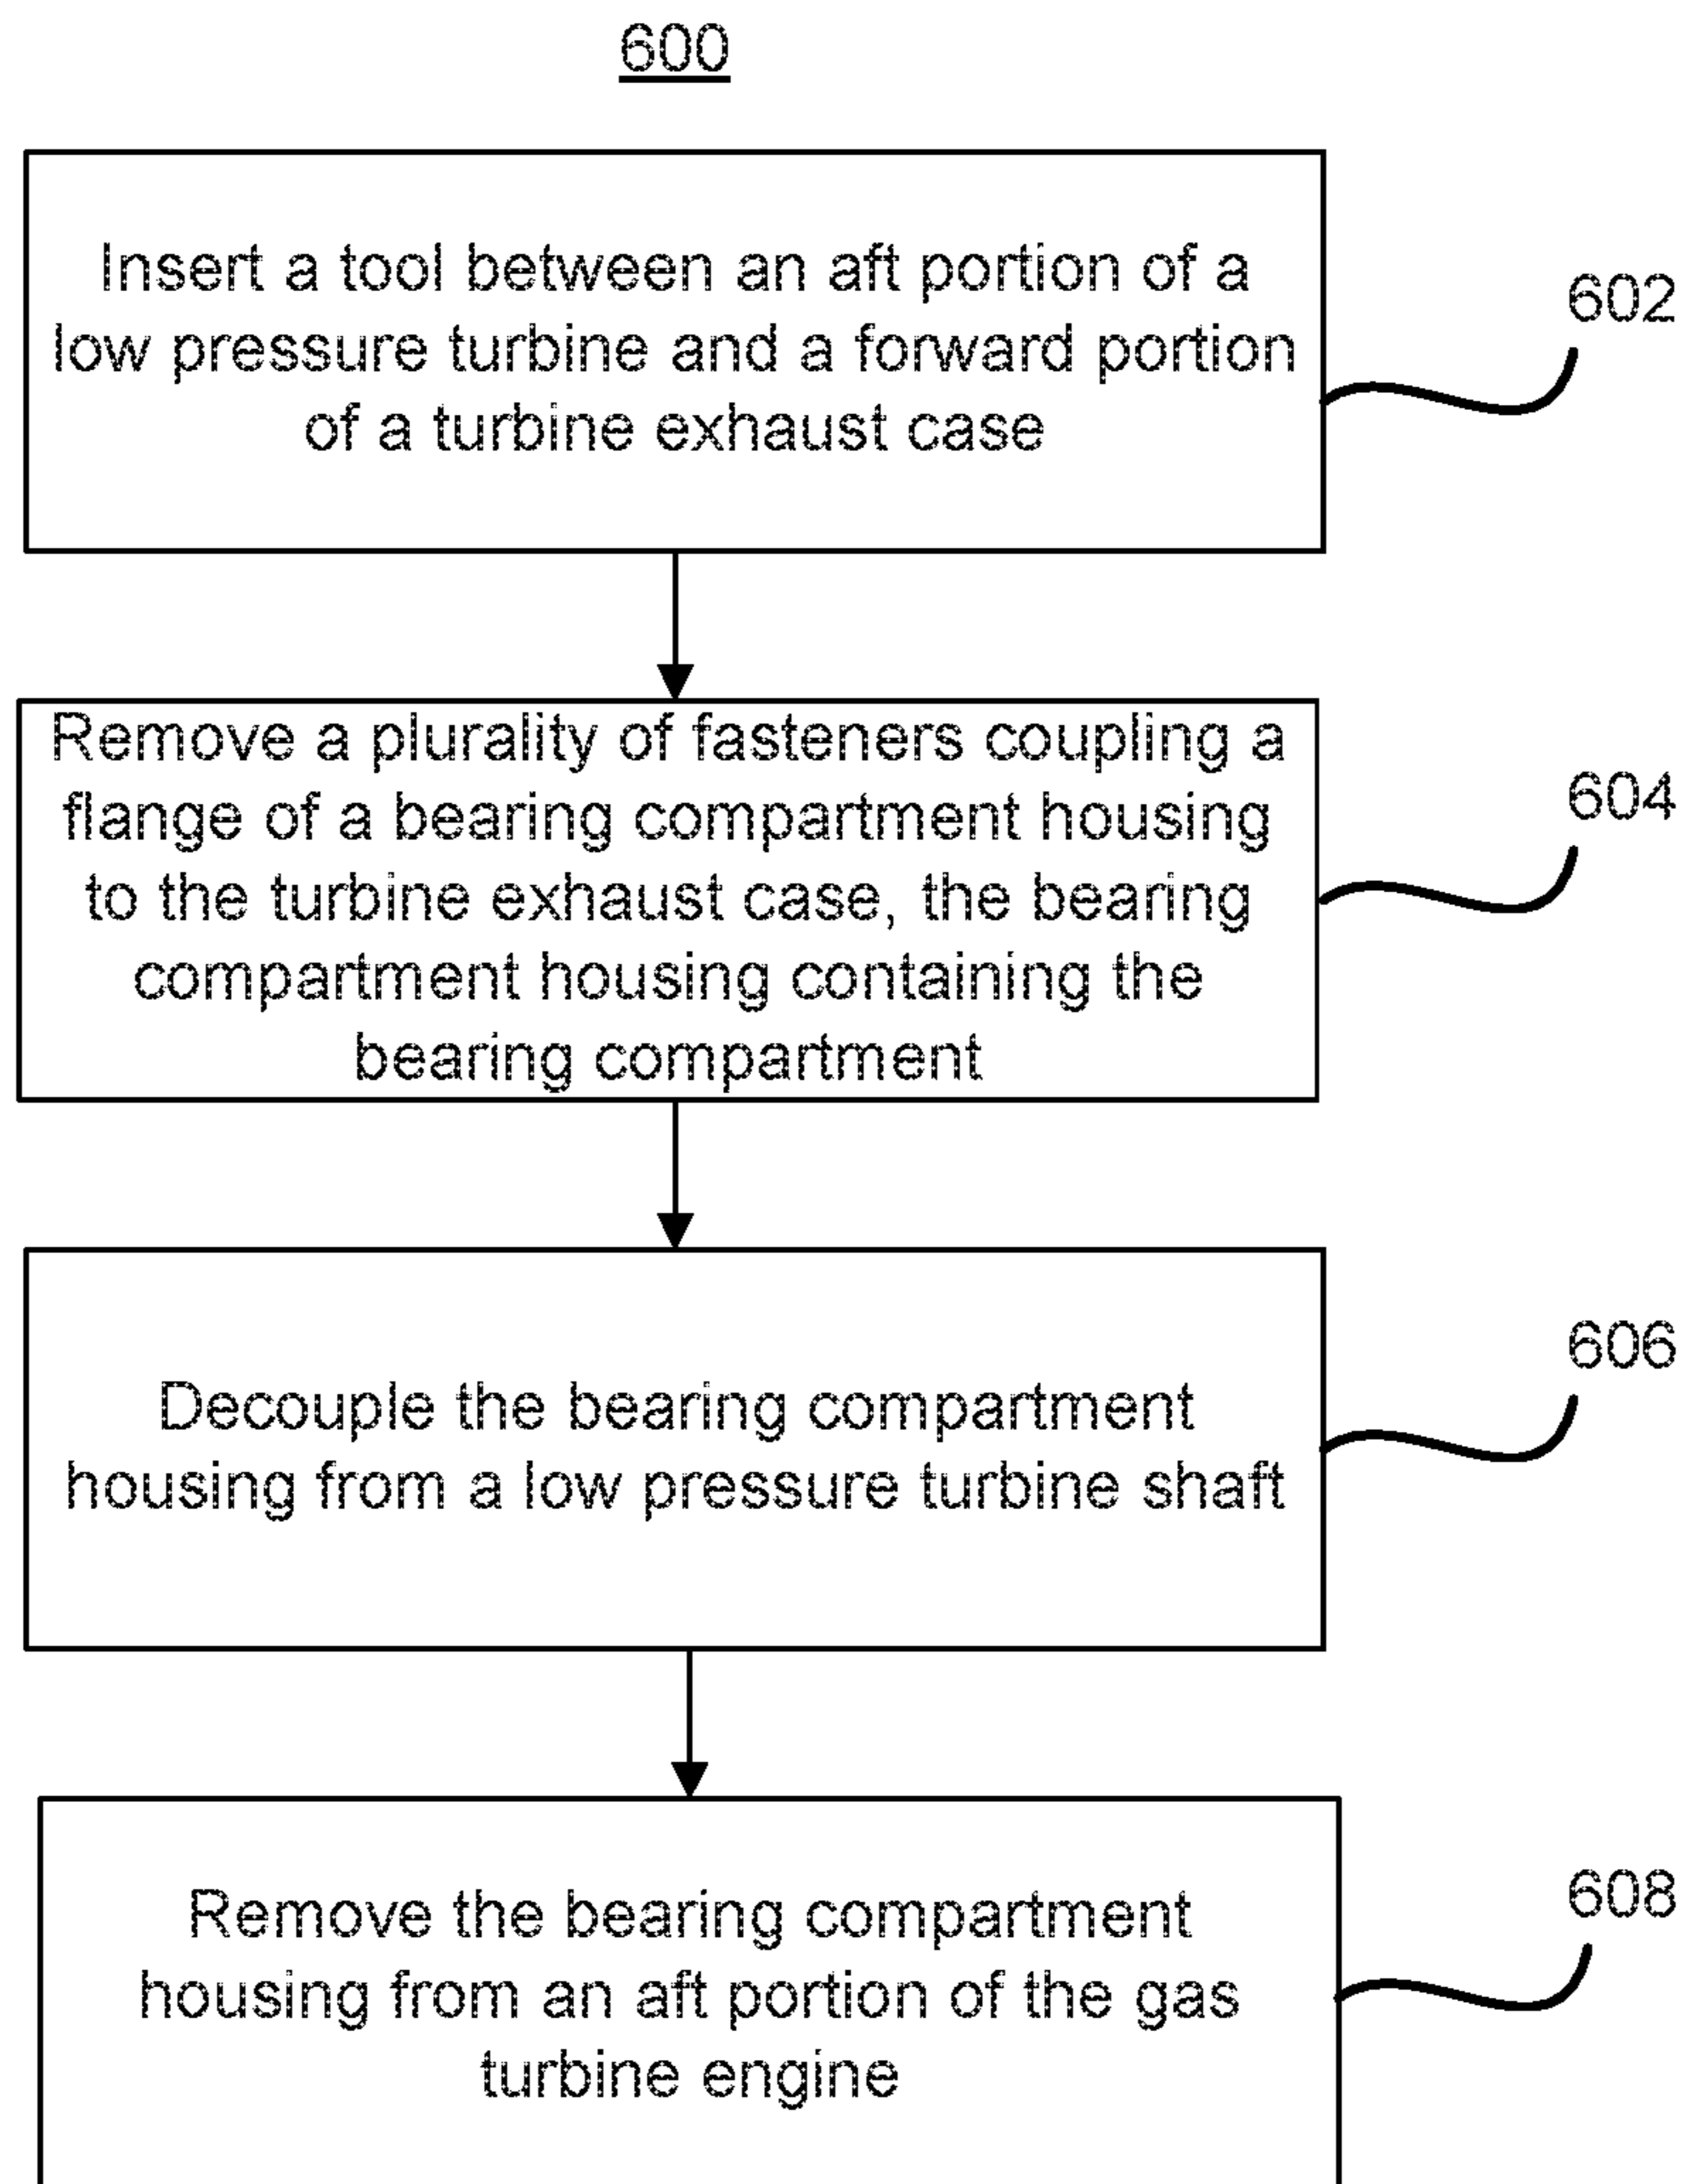 600
Insert a tool between an aft portion of a
low pressure turbine and a forward portion
of a turbine exhaust case
602
Remove a plurality of fasteners coupling a
flange of a bearing compartment housing
to the turbine exhaust case, the bearing
compartment housing containing the
bearing compartment
604
Decouple the bearing compartment
housing from a low pressure turbine shaft
606
Remove the bearing compartment
housing from an aft portion of the gas
turbine engine
608